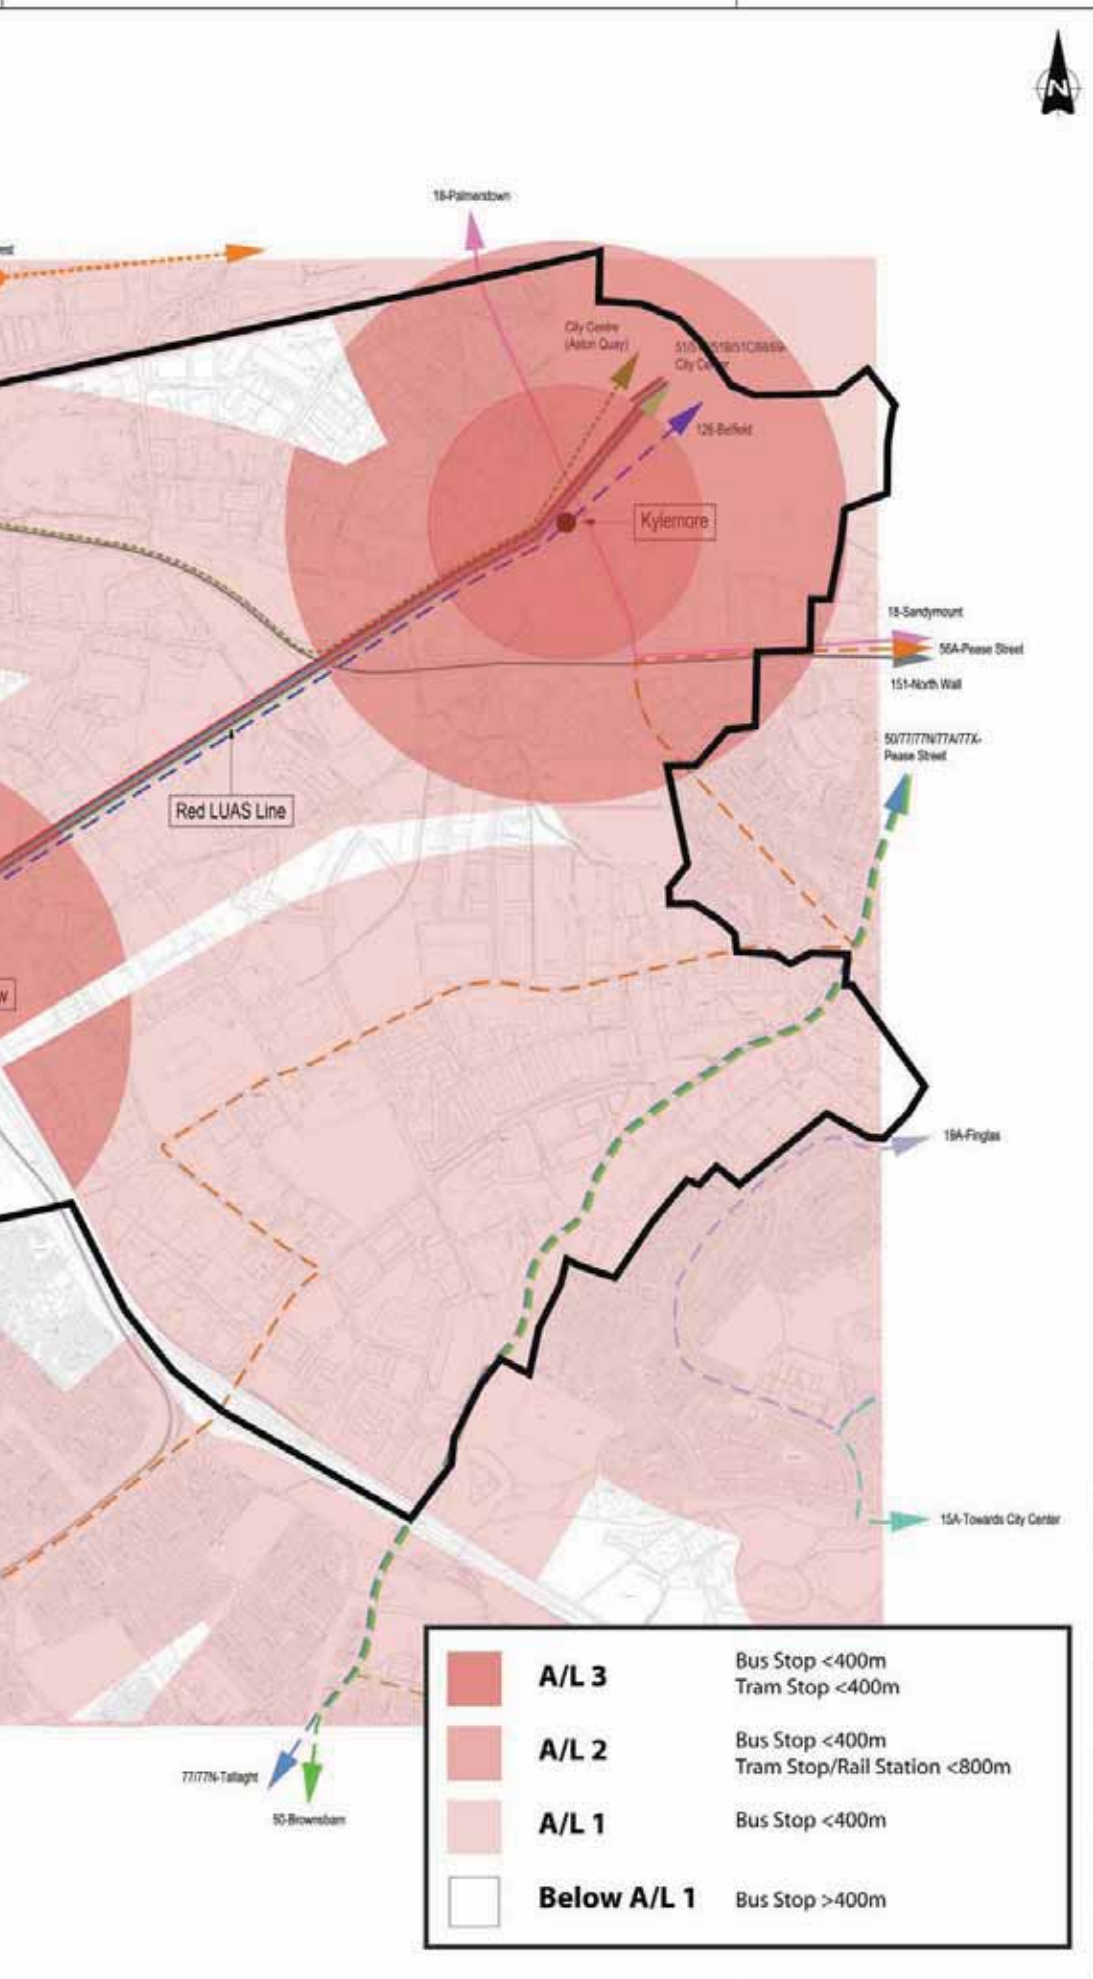 N
18-Palmerstown
City Centre
(Aston Quay)
City Center
126-Belfield
Kylemore
18-Sandymount
56A-Pease Street
151-North Wall
50/77/77N/77A/77X-
Pease Street
Red LUAS Line
w
19A-Finglas
15A-Towards City Center
77/77N-Tallaght
50-Brownsbarn
A/L 3
Bus Stop <400m
Tram Stop <400m
A/L 2
Bus Stop <400m
Tram Stop/Rail Station <800m
A/L 1
Bus Stop <400m
Below A/L 1
Bus Stop >400m